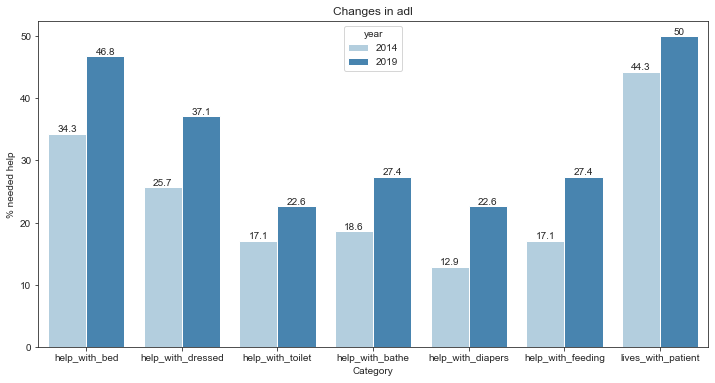 Changes in adl
year
2014
2019
% needed help
50
40
30
20
10
0
34.3
46.8
25.7
37.1
17.1
22.6
18.6
27.4
12.9
22.6
17.1
27.4
44.3
50
help_with_bed
help_with_dressed
help_with_toilet
help_with_bathe
help_with_diapers
help_with_feeding
lives_with_patient
Category